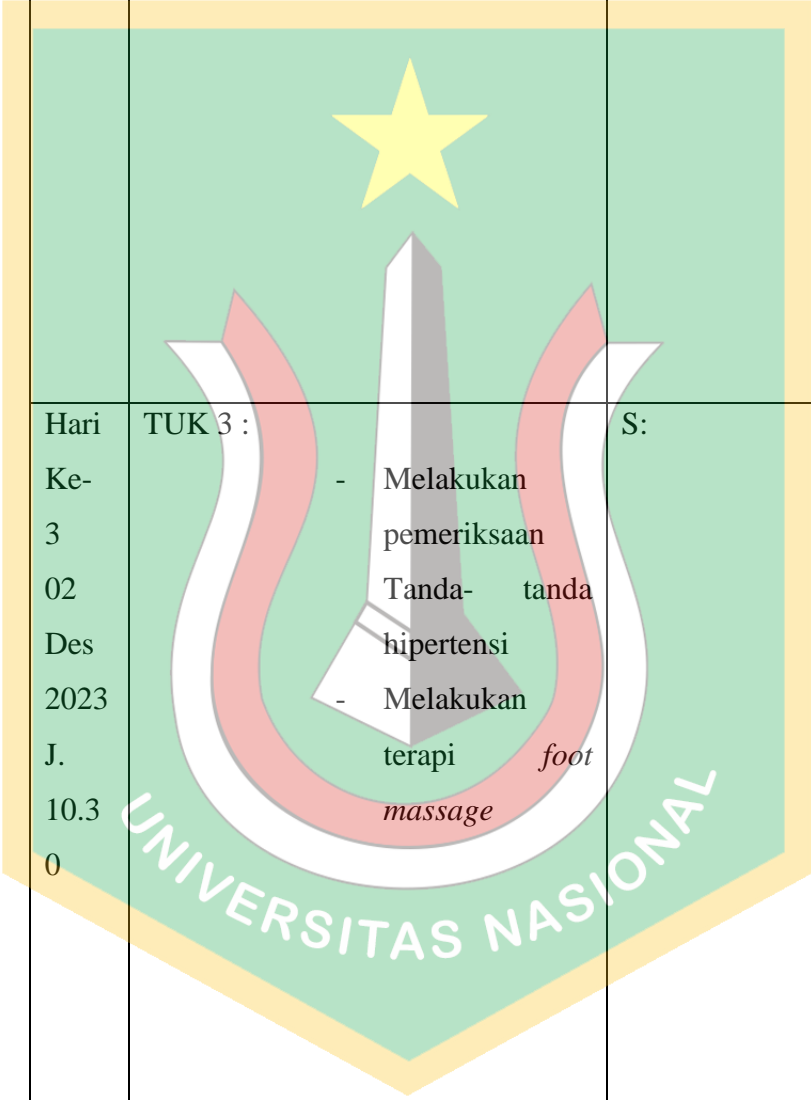 Hari
Ke-
3
02
Des
2023
J.
10.3
0
TUK 3 :
- Melakukan
pemeriksaan
Tanda- tanda
hipertensi
- Melakukan
terapi foot
massage
S:
UNIVERSITAS NASIONAL